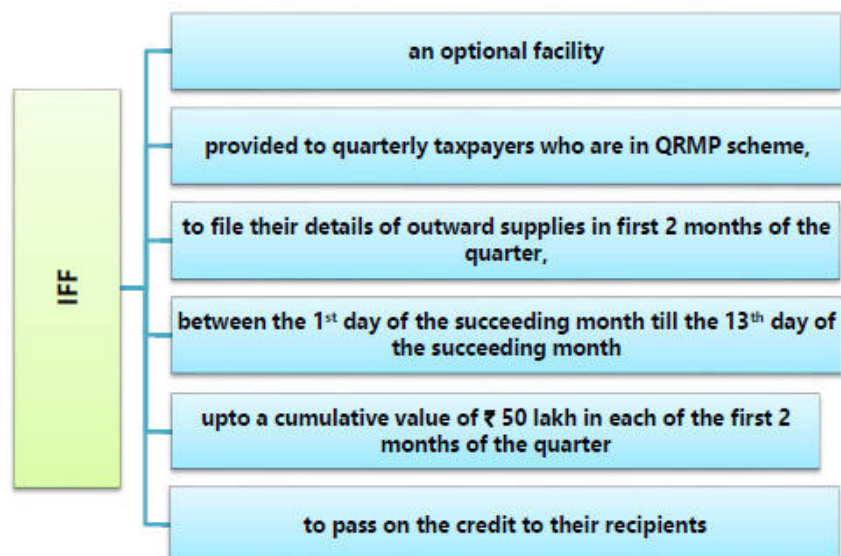 IFF
an optional facility
provided to quarterly taxpayers who are in QRMP scheme,
to file their details of outward supplies in first 2 months of the
quarter,
between the 1st day of the succeeding month till the 13th day of
the succeeding month
upto a cumulative value of ₹ 50 lakh in each of the first 2
months of the quarter
to pass on the credit to their recipients